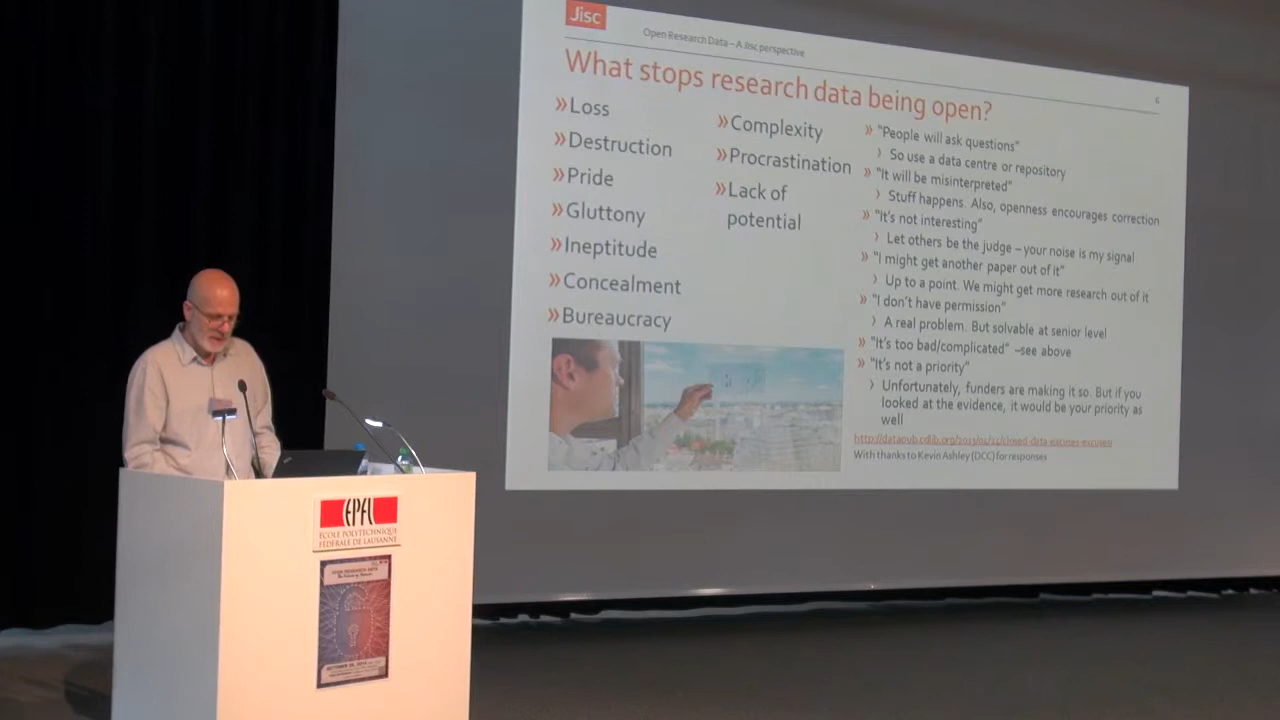 Jisc
Open Research Data – A Jisc perspective
6
What stops research data being open?
»Loss
»Destruction
»Pride
»Gluttony
»Ineptitude
»Concealment
»Bureaucracy
»Complexity
»Procrastination
»Lack of
potential
» "People will ask questions"
› So use a data centre or repository
» "It will be misinterpreted"
› Stuff happens. Also, openness encourages correction
» "It's not interesting"
› Let others be the judge – your noise is my signal
» "I might get another paper out of it"
› Up to a point. We might get more research out of it
» "I don't have permission"
› A real problem. But solvable at senior level
» "It's too bad/complicated" –see above
» "It's not a priority"
› Unfortunately, funders are making it so. But if you
looked at the evidence, it would be your priority as
well
With thanks to Kevin Ashley (DCC) for responses
EPFL
ÉCOLE POLYTECHNIQUE
FÉDÉRALE DE LAUSANNE
OPEN RESEARCH DATA